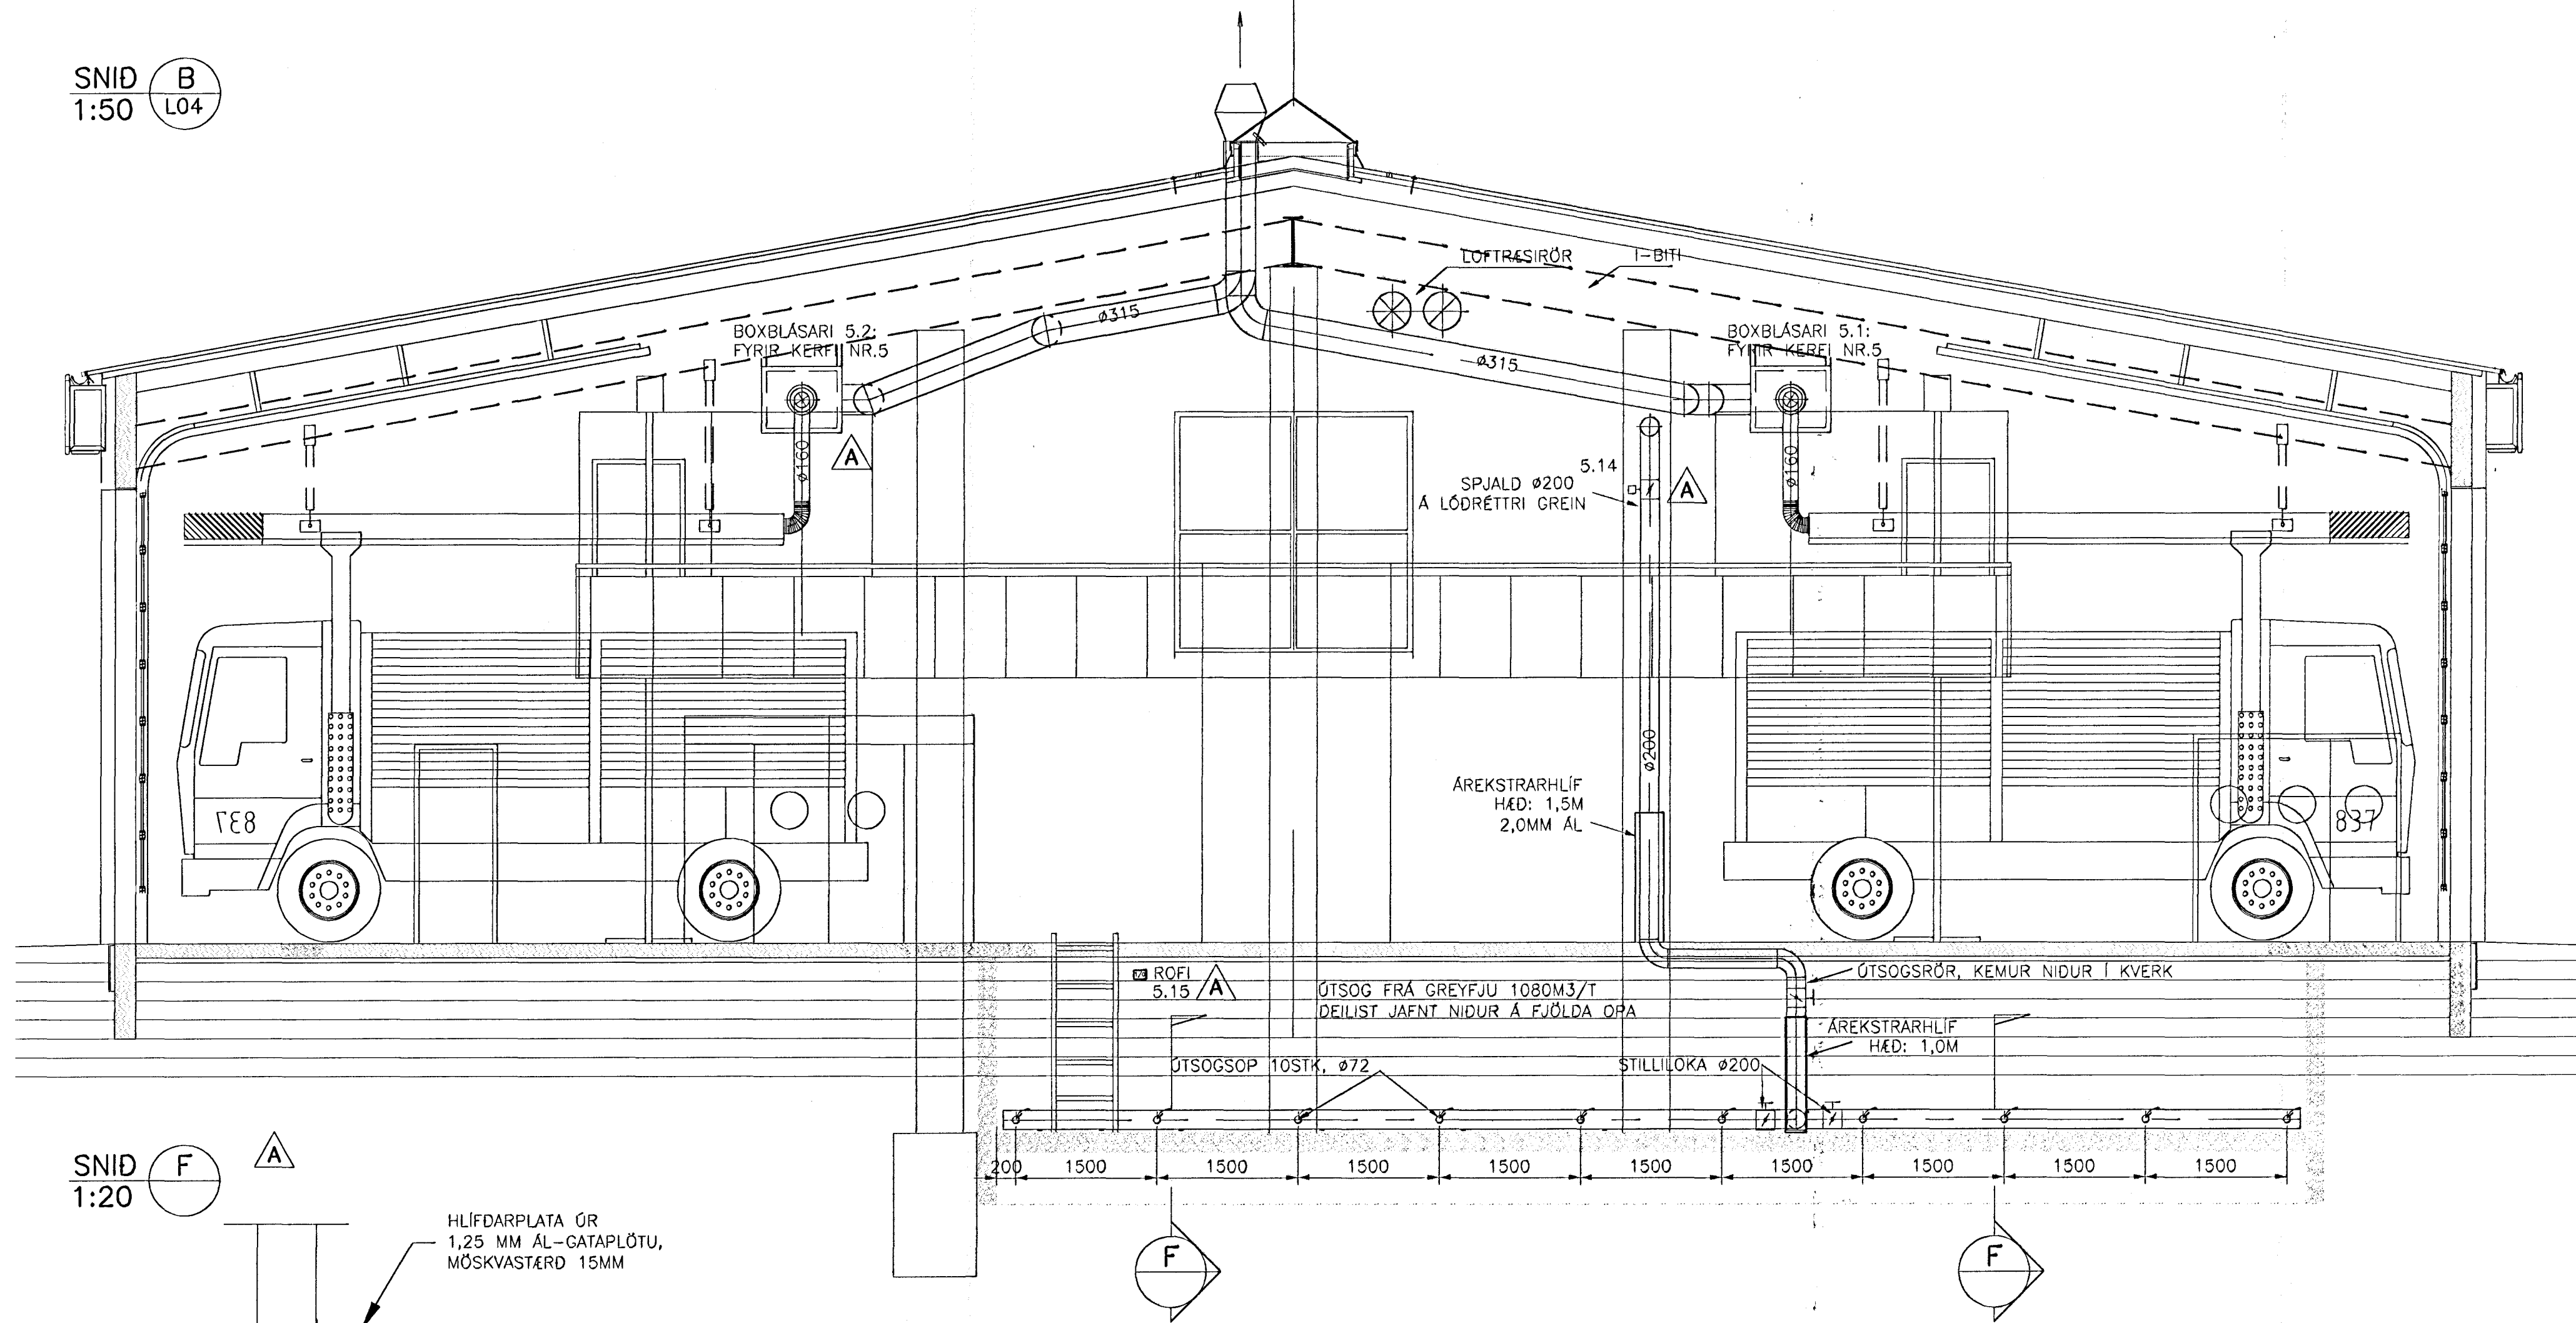 SNIÐ B
1:50 L04
LOFTRÆSIRÖR
I-BITI
ø315
BOXBLÁSARI 5.2:
FYRIR KERFI NR.5
BOXBLÁSARI 5.1:
FYRIR KERFI NR.5
ø315
A
ø160
ø160
5.14
SPJALD ø200
Á LÓÐRÉTTRI GREIN
A
ø200
ÁREKSTRARHLÍF
HÆÐ: 1,5M
2,0MM ÁL
837
837
ROFI
5.15 A
ÚTSOG FRÁ GREYFJU 1080M3/T
DEILIST JAFNT NIÐUR Á FJÖLDA OPA
ÚTSOGSRÖR, KEMUR NIÐUR Í KVERK
ÁREKSTRARHLÍF
HÆÐ: 1,0M
ÚTSOGSOP 10STK, ø72
STILLILOKA ø200
200 1500 1500 1500 1500 1500 1500 1500 1500 1500
A
SNIÐ F
1:20
HLÍFÐARPLATA ÚR
1,25 MM ÁL-GATAPLÖTU,
MÖSKVASTÆRÐ 15MM
F
F